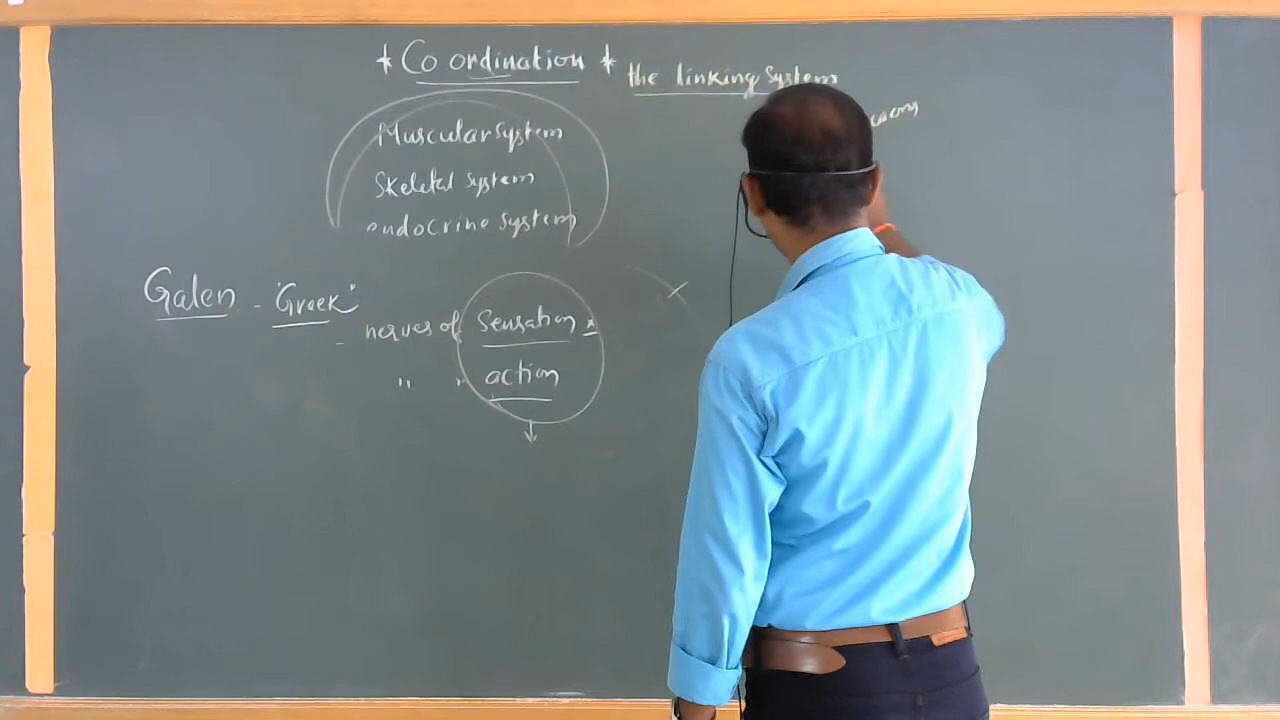 * Co ordination *
the linking system
Muscular system
Skeletal system
endocrine system
Galen - "Greek"
- nerves of sensation *
" " action